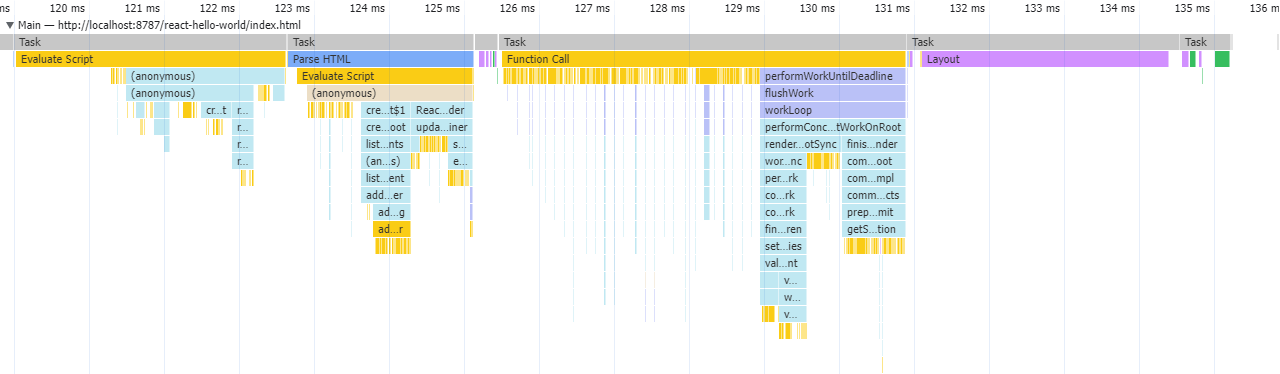 ms 120 ms 121 ms 122 ms 123 ms 124 ms 125 ms 126 ms 127 ms 128 ms 129 ms 130 ms 131 ms 132 ms 133 ms 134 ms 135 ms 136 m
▼ Main — http://localhost:8787/react-hello-world/index.html
Task Task Task Task Task
Evaluate Script Parse HTML Function Call Layout
(anonymous) Evaluate Script performWorkUntilDeadline
(anonymous) (anonymous) flushWork
cr…t r… cre…t$1 Reac…der workLoop
r… cre…oot upda…iner performConc…tWorkOnRoot
r… list…nts s… render…otSync finis…nder
r… (an…s) e… wor…nc com…oot
list…ent per…rk com…mpl
add…er co…rk comm…cts
ad…g co…rk prep…mit
ad…r fin…ren getS…tion
set…ies
val…nt
v…
w…
v…